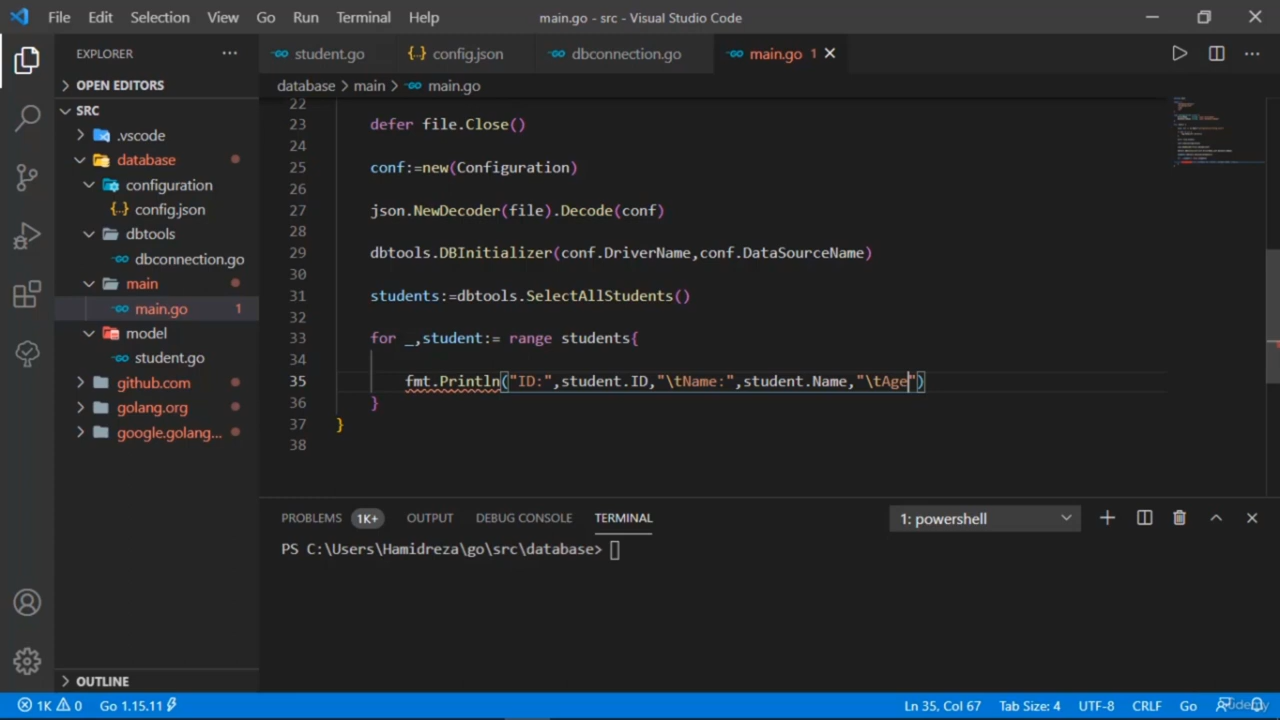 File Edit Selection View Go Run Terminal Help main.go - src - Visual Studio Code
EXPLORER ··· student.go {··} config.json dbconnection.go main.go 1
OPEN EDITORS
database > main > main.go
SRC
.vscode
database
configuration
{··} config.json
dbtools
dbconnection.go
main
main.go 1
model
student.go
github.com
golang.org
google.golang...
OUTLINE
22
23 defer file.Close()
24
25 conf:=new(Configuration)
26
27 json.NewDecoder(file).Decode(conf)
28
29 dbtools.DBInitializer(conf.DriverName,conf.DataSourceName)
30
31 students:=dbtools.SelectAllStudents()
32
33 for _,student:= range students{
34
35 fmt.Println("ID:",student.ID,"\tName:",student.Name,"\tAge")
36 }
37 }
38
PROBLEMS 1K+ OUTPUT DEBUG CONSOLE TERMINAL 1: powershell
PS C:\Users\Hamidreza\go\src\database>
1K 0 Go 1.15.11 Ln 35, Col 67 Tab Size: 4 UTF-8 CRLF Go
Udemy